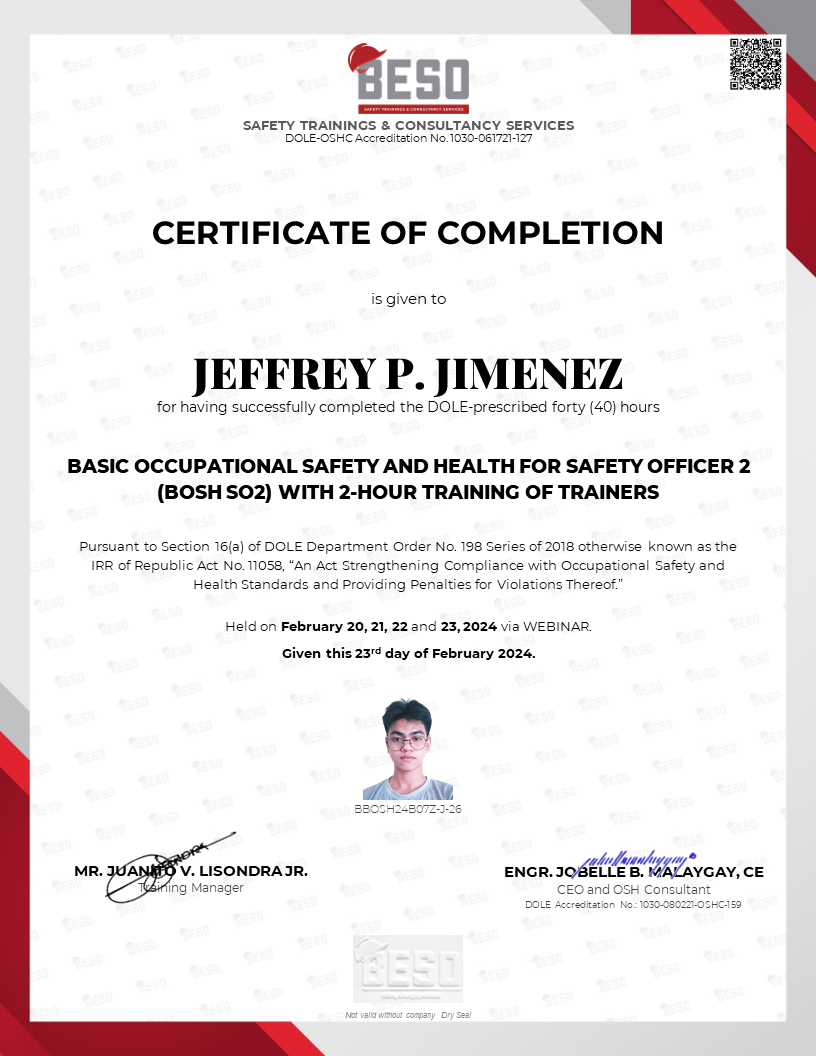 BESO
SAFETY TRAININGS & CONSULTANCY SERVICES
SAFETY TRAININGS & CONSULTANCY SERVICES
DOLE-OSHC Accreditation No. 1030-061721-127
CERTIFICATE OF COMPLETION
is given to
JEFFREY P. JIMENEZ
for having successfully completed the DOLE-prescribed forty (40) hours
BASIC OCCUPATIONAL SAFETY AND HEALTH FOR SAFETY OFFICER 2
(BOSH SO2) WITH 2-HOUR TRAINING OF TRAINERS
Pursuant to Section 16(a) of DOLE Department Order No. 198 Series of 2018 otherwise known as the
IRR of Republic Act No. 11058, “An Act Strengthening Compliance with Occupational Safety and
Health Standards and Providing Penalties for Violations Thereof.”
Held on February 20, 21, 22 and 23, 2024 via WEBINAR.
Given this 23rd day of February 2024.
BBOSH24B07Z-J-26
MR. JUANITO V. LISONDRA JR.
Training Manager
ENGR. JOBELLE B. MALAYGAY, CE
CEO and OSH Consultant
DOLE Accreditation No.: 1030-080221-OSHC-159
BESO
Not valid without company Dry Seal